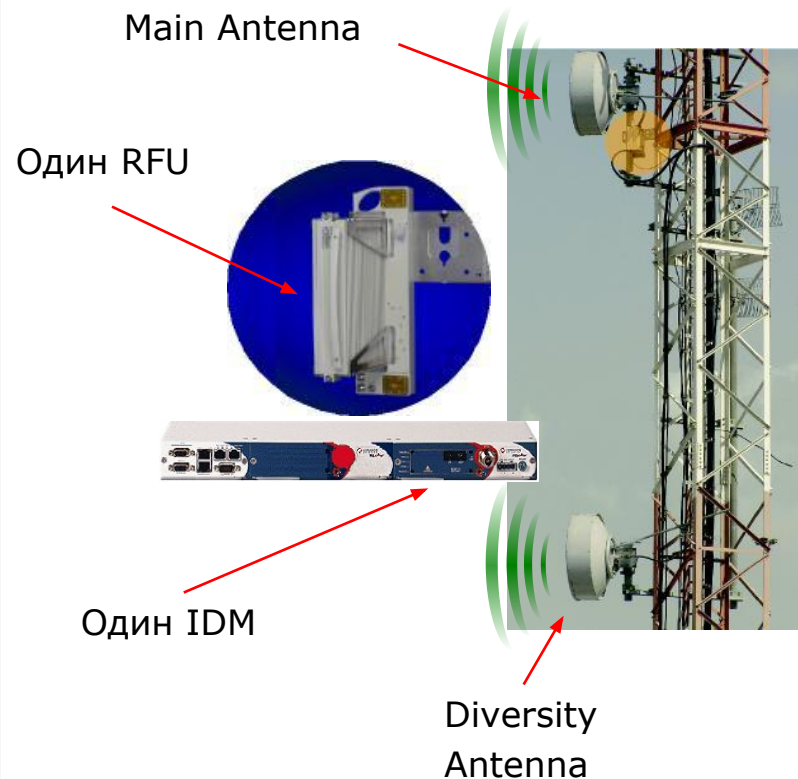 Main Antenna
Один RFU
Один IDM
Diversity
Antenna